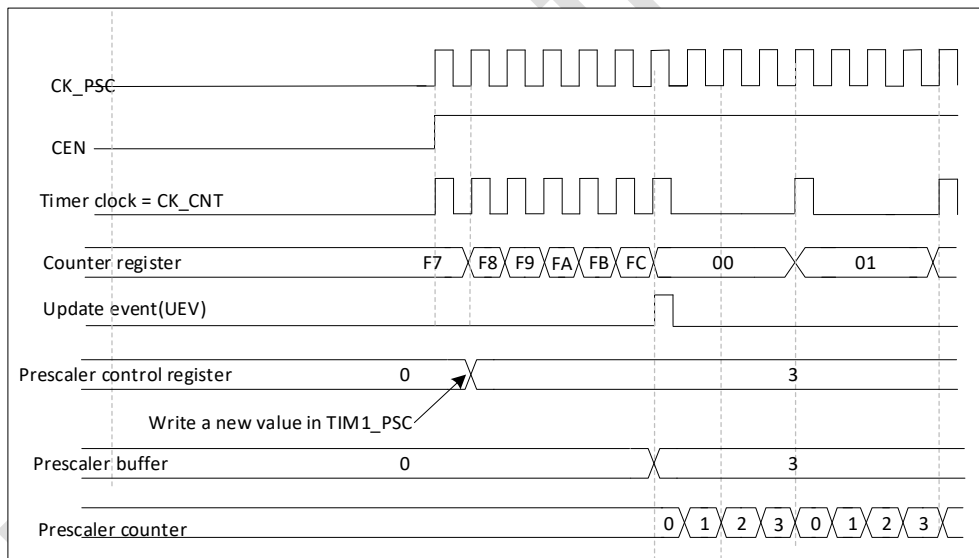 CK_PSC
CEN
Timer clock = CK_CNT
Counter register F7 F8 F9 FA FB FC 00 01
Update event(UEV)
Prescaler control register 0 3
Write a new value in TIM1_PSC
Prescaler buffer 0 3
Prescaler counter 0 1 2 3 0 1 2 3